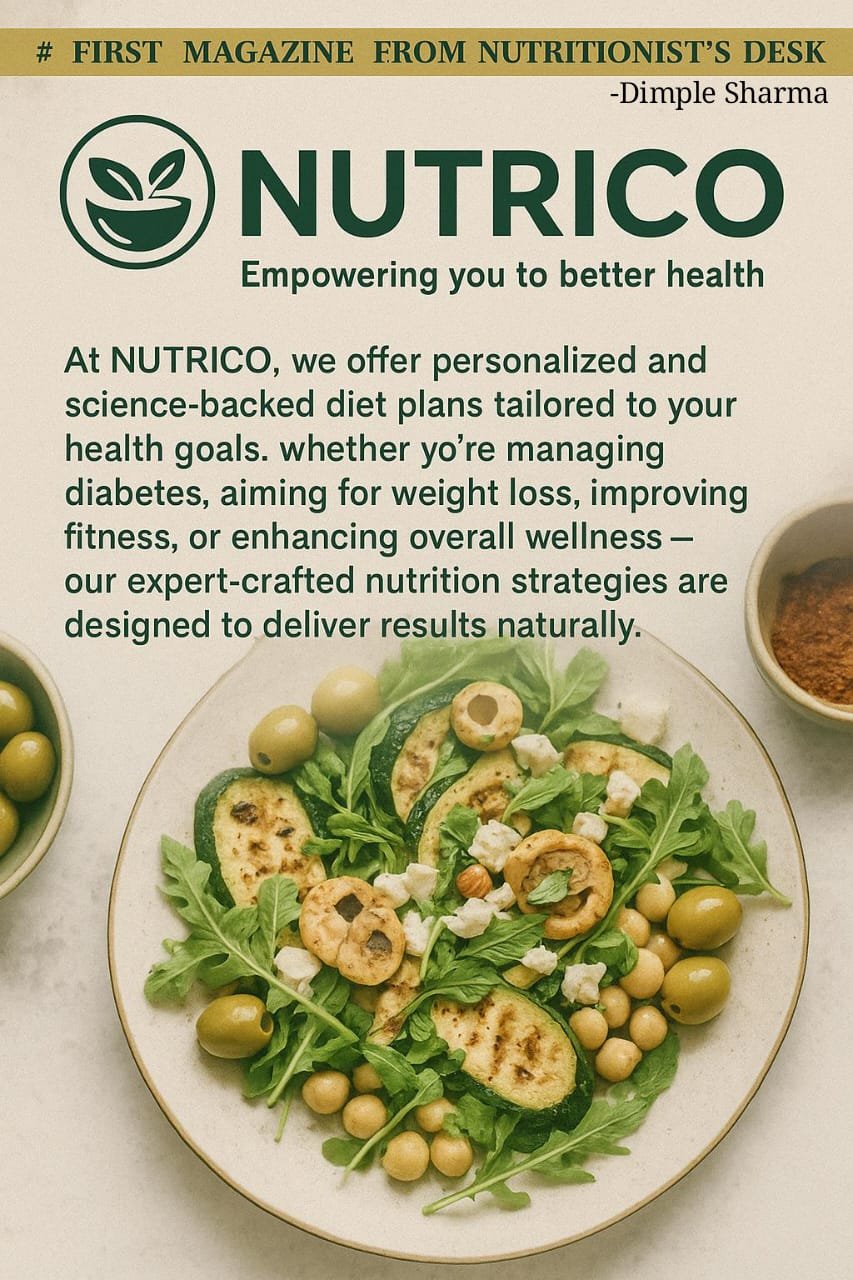 # FIRST MAGAZINE FROM NUTRITIONIST'S DESK
-Dimple Sharma
NUTRICO
Empowering you to better health
At NUTRICO, we offer personalized and
science-backed diet plans tailored to your
health goals. whether yo're managing
diabetes, aiming for weight loss, improving
fitness, or enhancing overall wellness –
our expert-crafted nutrition strategies are
designed to deliver results naturally.